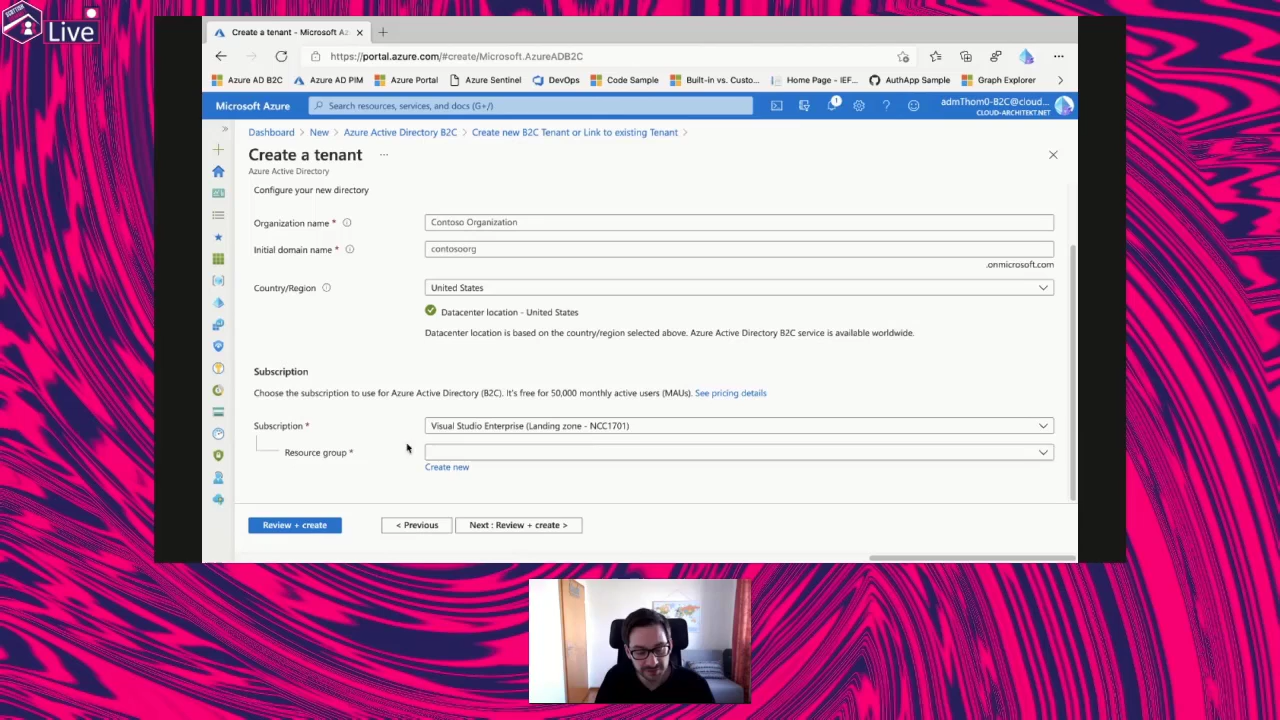 Live
Create a tenant - Microsoft Az
https://portal.azure.com/#create/Microsoft.AzureADB2C
Azure AD B2C
Azure AD PIM
Azure Portal
Azure Sentinel
DevOps
Code Sample
Built-in vs. Custo...
Home Page - IEF...
AuthApp Sample
Graph Explorer
Microsoft Azure
Search resources, services, and docs (G+/)
1
admThom0-B2C@cloud...
CLOUD-ARCHITEKT.NET
Dashboard > New > Azure Active Directory B2C > Create new B2C Tenant or Link to existing Tenant >
Create a tenant ...
Azure Active Directory
Configure your new directory
Organization name *
Contoso Organization
Initial domain name *
contosoorg
.onmicrosoft.com
Country/Region
United States
Datacenter location - United States
Datacenter location is based on the country/region selected above. Azure Active Directory B2C service is available worldwide.
Subscription
Choose the subscription to use for Azure Active Directory (B2C). It's free for 50,000 monthly active users (MAUs). See pricing details
Subscription *
Visual Studio Enterprise (Landing zone - NCC1701)
Resource group *
Create new
Review + create
< Previous
Next : Review + create >